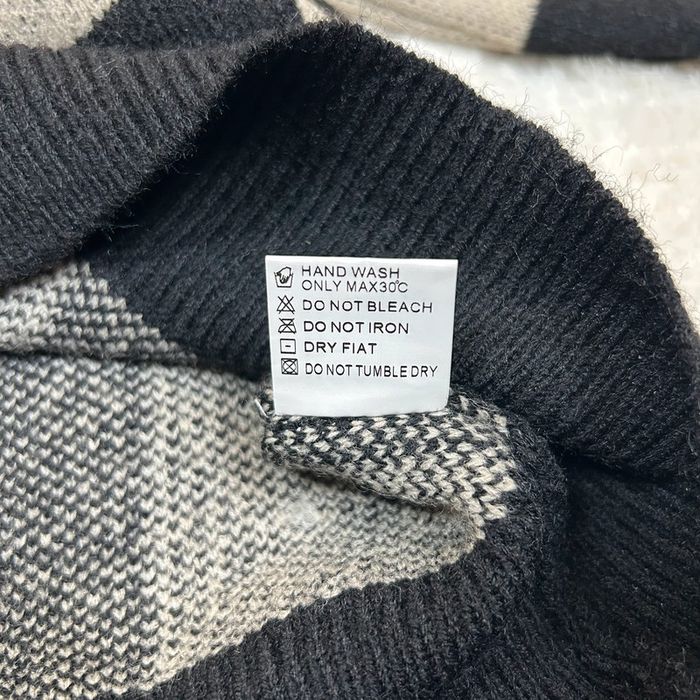 HAND WASH
ONLY MAX30°C
DO NOT BLEACH
DO NOT IRON
DRY FIAT
DO NOT TUMBLE DRY